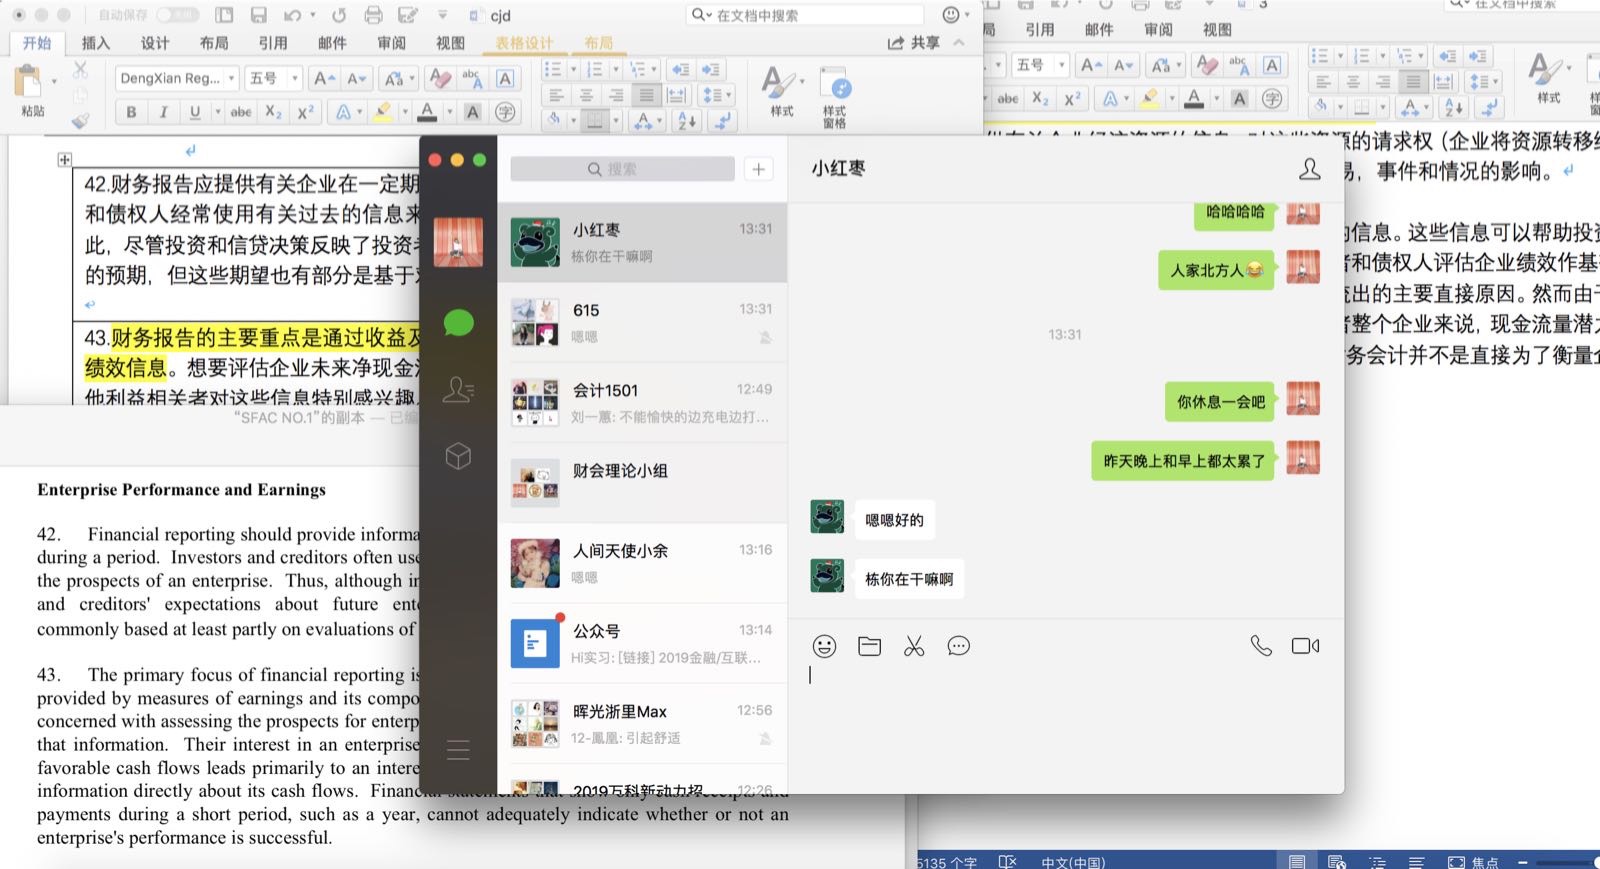 自动保存
cjd
在文档中搜索
开始 插入 设计 布局 引用 邮件 审阅 视图 表格设计 布局
共享
粘贴
DengXian Reg...
五号
样式
样式
窗格
引用 邮件 审阅 视图
五号
样式
42.财务报告应提供有关企业在一定期
和债权人经常使用有关过去的信息来
此，尽管投资和信贷决策反映了投资
的预期，但这些期望也有部分是基于
43.财务报告的主要重点是通过收益及
绩效信息。想要评估企业未来净现金
他利益相关者对这些信息特别感兴趣
“SFAC NO.1”的副本 — 已编
Enterprise Performance and Earnings
42. Financial reporting should provide informa
during a period. Investors and creditors often use
the prospects of an enterprise. Thus, although in
and creditors' expectations about future ente
commonly based at least partly on evaluations of
43. The primary focus of financial reporting is
provided by measures of earnings and its compo
concerned with assessing the prospects for enterp
that information. Their interest in an enterprise
favorable cash flows leads primarily to an intere
information directly about its cash flows.
payments during a short period, such as a year, cannot adequately indicate whether or not an
enterprise's performance is successful.
搜索
小红枣 13:31
栋你在干嘛啊
615 13:31
嗯嗯
会计1501 12:49
刘一蕙: 不能愉快的边充电边打...
财会理论小组
人间天使小余 13:16
嗯嗯
公众号 13:14
Hi实习: [链接] 2019金融/互联...
晖光浙里Max 12:56
12-鳳凰: 引起舒适
2019万科新动力招 12:26
小红枣
哈哈哈哈
人家北方人😂
13:31
你休息一会吧
昨天晚上和早上都太累了
嗯嗯好的
栋你在干嘛啊
的请求权（企业将资源转移
易，事件和情况的影响。
信息。这些信息可以帮助投
和债权人评估企业绩效作基
出的主要直接原因。然而由
整个企业来说，现金流量潜
务会计并不是直接为了衡量
5135 个字
中文(中国)
焦点